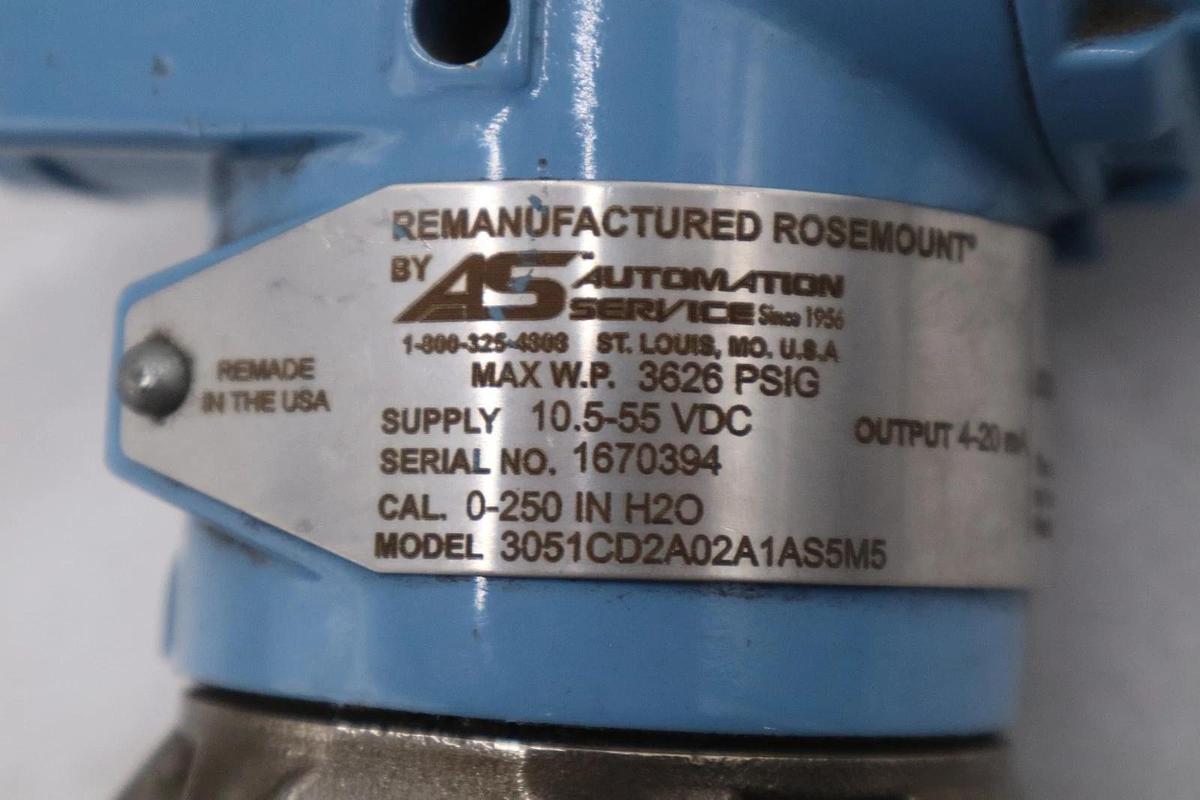 REMANUFACTURED ROSEMOUNT®
BY AS™ AUTOMATION SERVICE Since 1956
1-800-325-4808 ST. LOUIS, MO. U.S.A
REMADE
IN THE USA
MAX W.P. 3626 PSIG
SUPPLY 10.5-55 VDC
OUTPUT 4-20
SERIAL NO. 1670394
CAL. 0-250 IN H2O
MODEL 3051CD2A02A1AS5M5